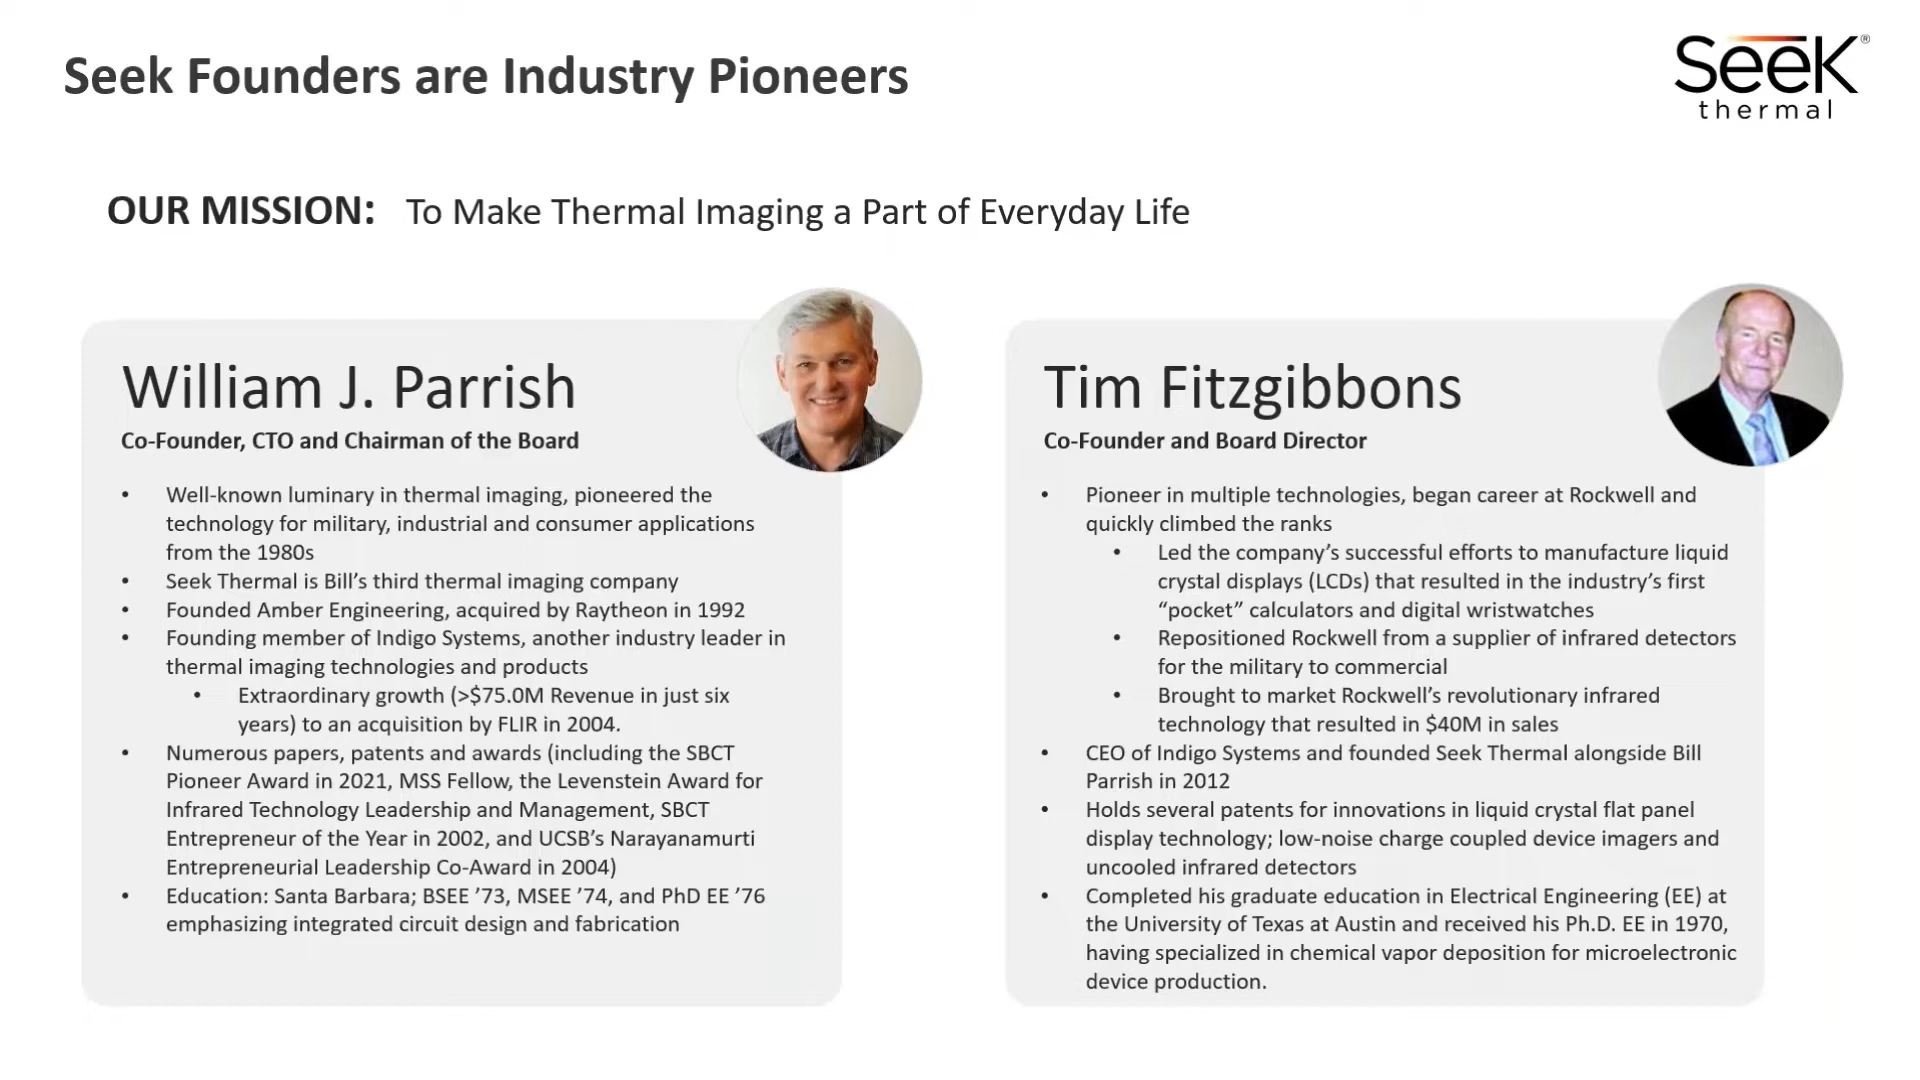 Seek Founders are Industry Pioneers
SeeK®
thermal
OUR MISSION: To Make Thermal Imaging a Part of Everyday Life
William J. Parrish
Co-Founder, CTO and Chairman of the Board
• Well-known luminary in thermal imaging, pioneered the
technology for military, industrial and consumer applications
from the 1980s
• Seek Thermal is Bill’s third thermal imaging company
• Founded Amber Engineering, acquired by Raytheon in 1992
• Founding member of Indigo Systems, another industry leader in
thermal imaging technologies and products
• Extraordinary growth (>$75.0M Revenue in just six
years) to an acquisition by FLIR in 2004.
• Numerous papers, patents and awards (including the SBCT
Pioneer Award in 2021, MSS Fellow, the Levenstein Award for
Infrared Technology Leadership and Management, SBCT
Entrepreneur of the Year in 2002, and UCSB’s Narayanamurti
Entrepreneurial Leadership Co-Award in 2004)
• Education: Santa Barbara; BSEE ’73, MSEE ’74, and PhD EE ’76
emphasizing integrated circuit design and fabrication
Tim Fitzgibbons
Co-Founder and Board Director
• Pioneer in multiple technologies, began career at Rockwell and
quickly climbed the ranks
• Led the company’s successful efforts to manufacture liquid
crystal displays (LCDs) that resulted in the industry’s first
“pocket” calculators and digital wristwatches
• Repositioned Rockwell from a supplier of infrared detectors
for the military to commercial
• Brought to market Rockwell’s revolutionary infrared
technology that resulted in $40M in sales
• CEO of Indigo Systems and founded Seek Thermal alongside Bill
Parrish in 2012
• Holds several patents for innovations in liquid crystal flat panel
display technology; low-noise charge coupled device imagers and
uncooled infrared detectors
• Completed his graduate education in Electrical Engineering (EE) at
the University of Texas at Austin and received his Ph.D. EE in 1970,
having specialized in chemical vapor deposition for microelectronic
device production.